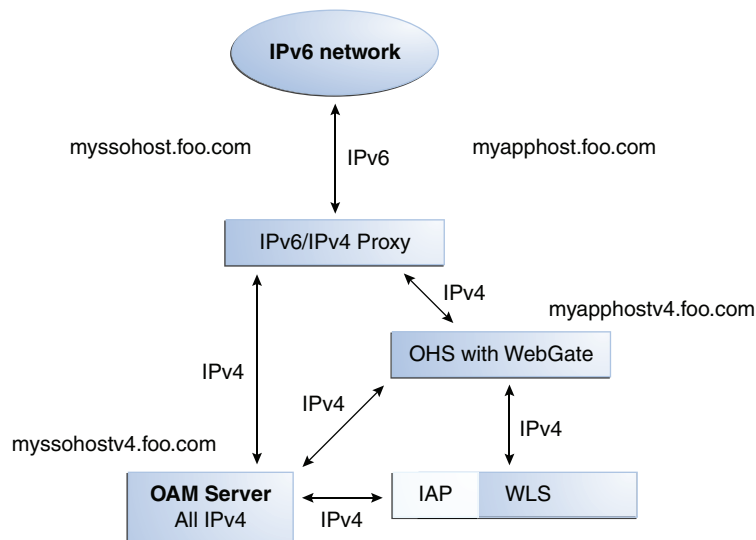 IPv6 network
myssohost.foo.com
IPv6
myapphost.foo.com
IPv6/IPv4 Proxy
IPv4
myapphostv4.foo.com
OHS with WebGate
IPv4
IPv4
IPv4
myssohostv4.foo.com
OAM Server
All IPv4
IPv4
IAP
WLS